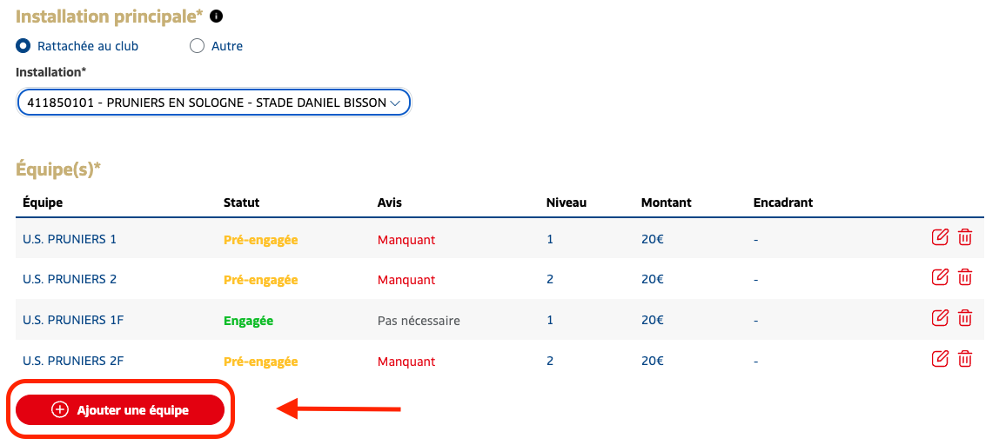 Installation principale*
Rattachée au club Autre
Installation*
411850101 - PRUNIERS EN SOLOGNE - STADE DANIEL BISSON
Équipe(s)*
Équipe Statut Avis Niveau Montant Encadrant
U.S. PRUNIERS 1 Pré-engagée Manquant 1 20€ -
U.S. PRUNIERS 2 Pré-engagée Manquant 2 20€ -
U.S. PRUNIERS 1F Engagée Pas nécessaire 1 20€ -
U.S. PRUNIERS 2F Pré-engagée Manquant 2 20€ -
Ajouter une équipe